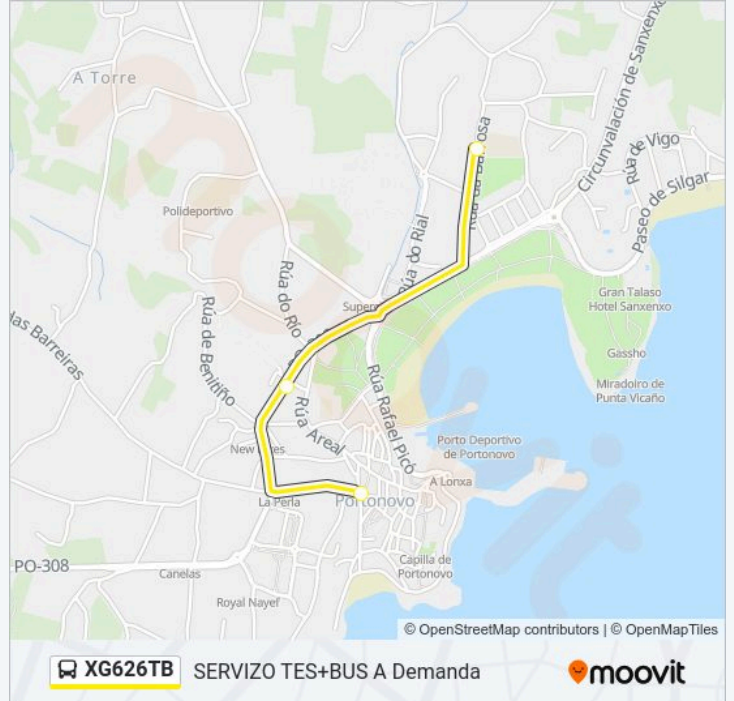 A Torre
Circunvalación de Sanxenxo
Rúa de Vigo
Paseo de Silgar
Polideportivo
Rúa do Rial
Rúa do Río
Gran Talaso
Hotel Sanxenxo
Gassho
Miradoiro de
Punta Vicaño
Rúa de Benitiño
das Barreiras
Rúa Areal
Rúa Rafael Picó
Porto Deportivo
de Portonovo
A Lonxa
La Perla
Portonovo
PO-308
Canelas
Capilla de
Portonovo
Royal Nayef
© OpenStreetMap contributors | © OpenMapTiles
XG626TB SERVIZO TES+BUS A Demanda
moovit